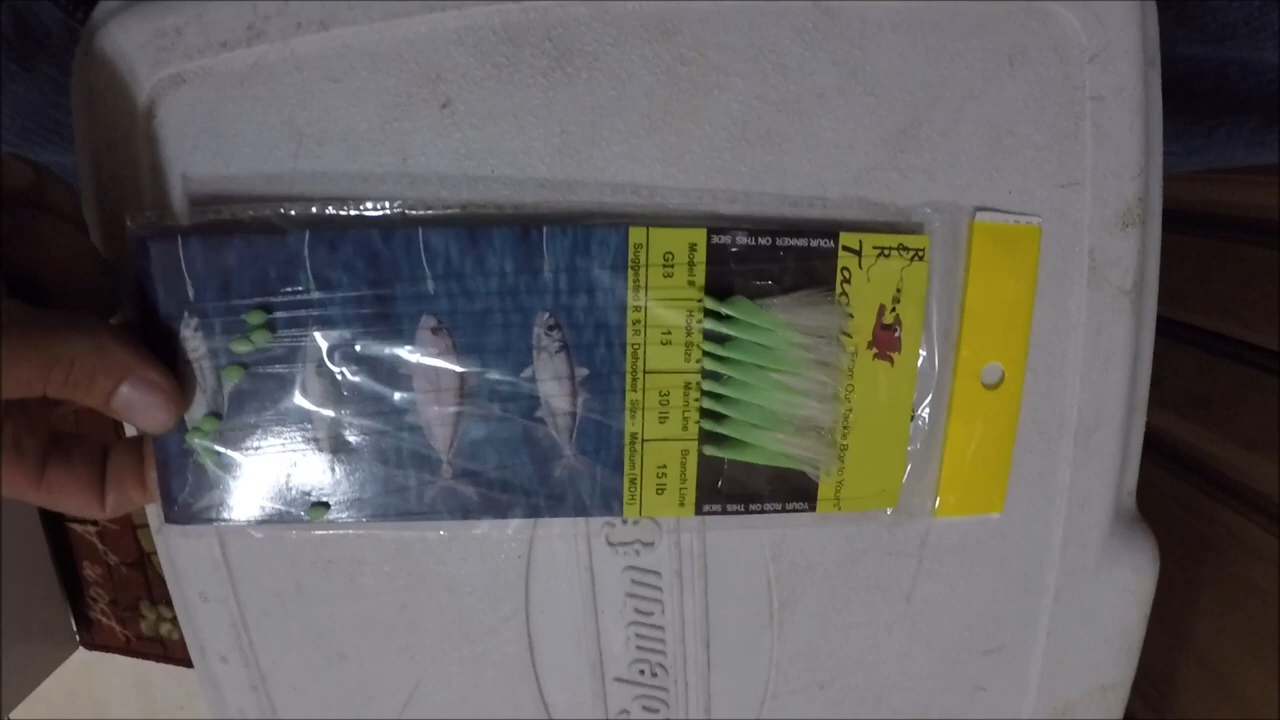 R&R
Tackle
"From Our Tackle Box to Yours"
YOUR SINKER ON THIS SIDE
YOUR ROD ON THIS SIDE
Model # Hook Size Main Line Branch Line
GI3 15 30 lb 15 lb
Suggested R & R Dehooker Size- Medium (MDH)
Coleman